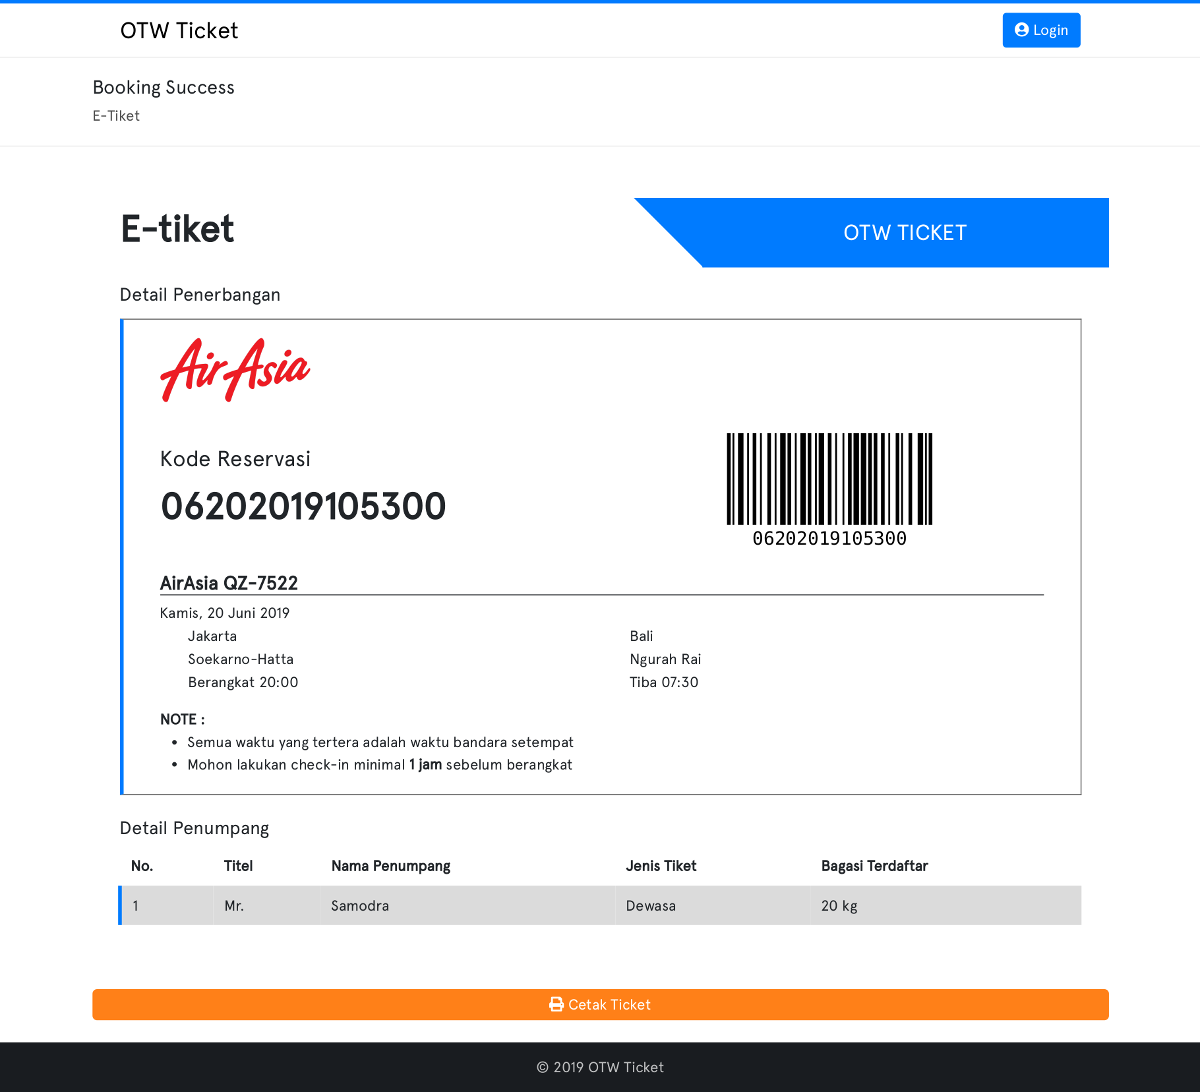 OTW Ticket
Login
Booking Success
E-Tiket
E-tiket
OTW TICKET
Detail Penerbangan
AirAsia
Kode Reservasi
06202019105300
06202019105300
AirAsia QZ-7522
Kamis, 20 Juni 2019
Jakarta Bali
Soekarno-Hatta Ngurah Rai
Berangkat 20:00 Tiba 07:30
NOTE :
• Semua waktu yang tertera adalah waktu bandara setempat
• Mohon lakukan check-in minimal 1 jam sebelum berangkat
Detail Penumpang
No. Titel Nama Penumpang Jenis Tiket Bagasi Terdaftar
1 Mr. Samodra Dewasa 20 kg
Cetak Ticket
© 2019 OTW Ticket